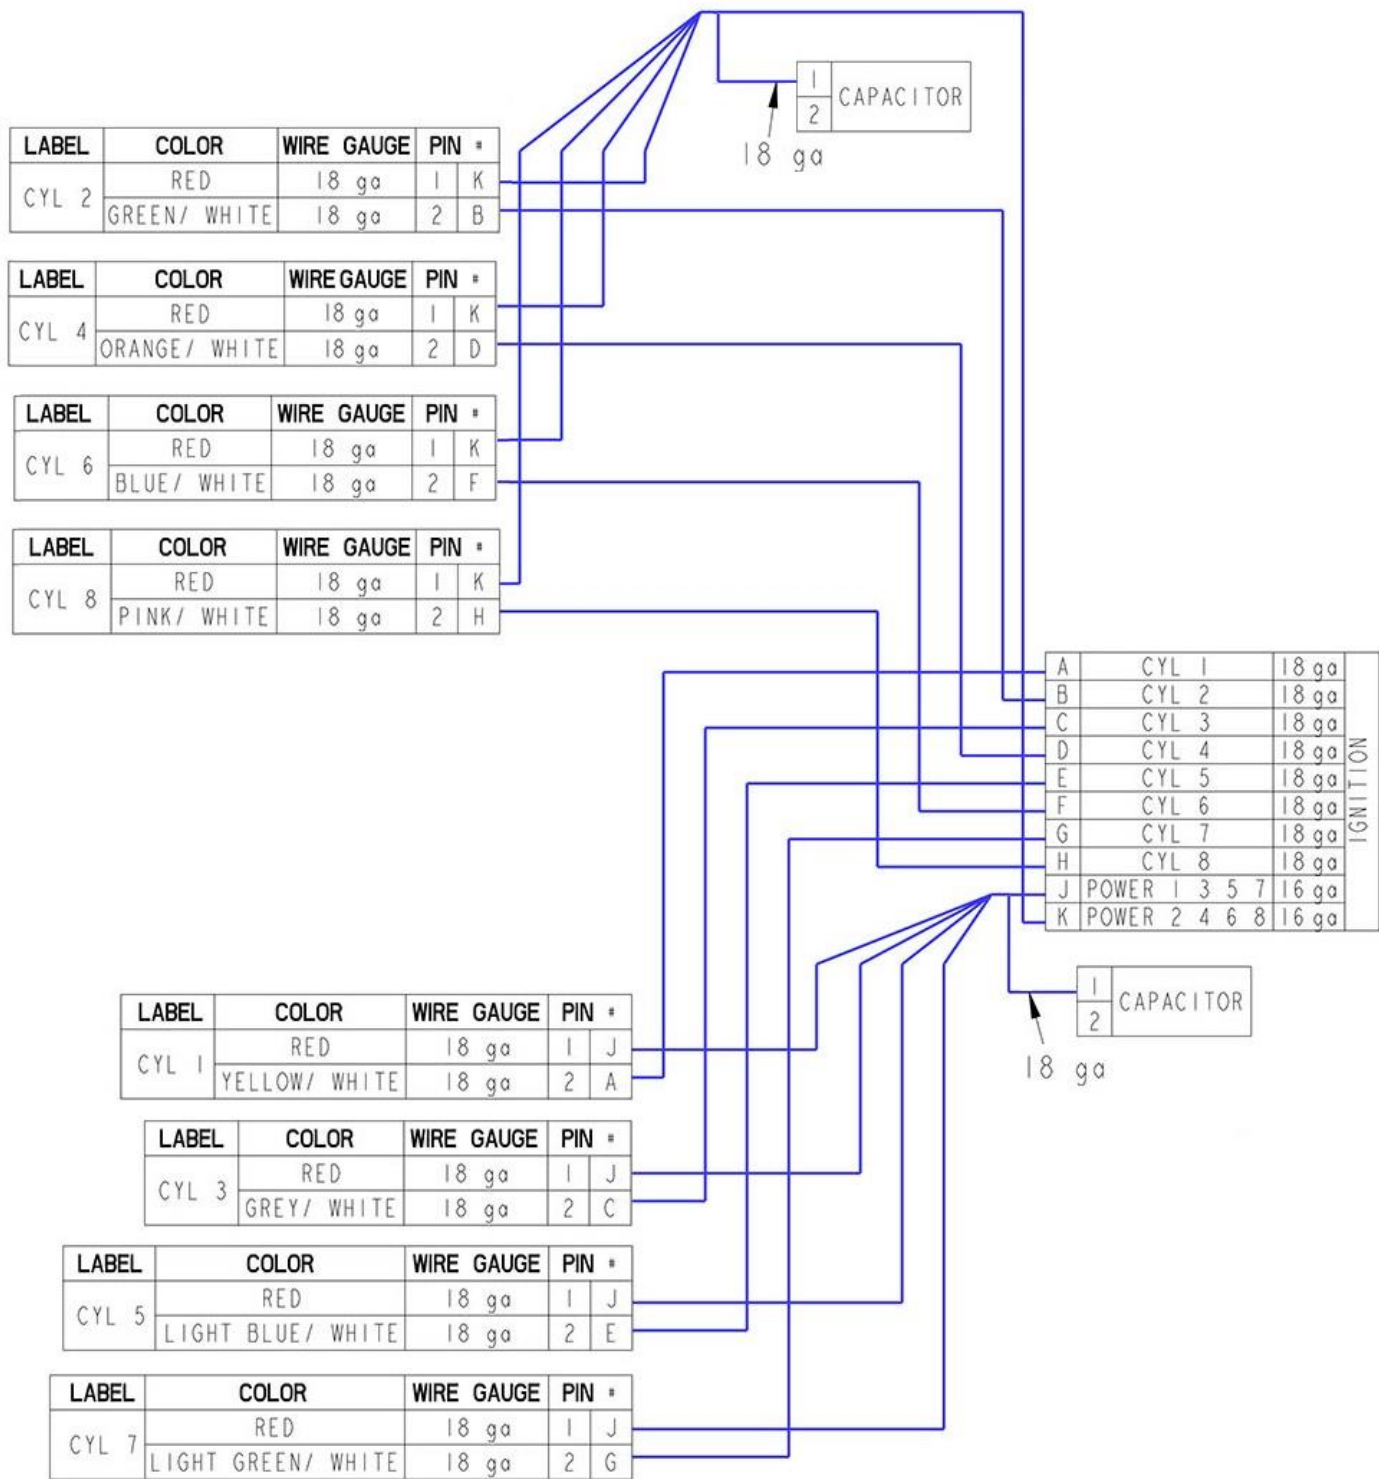 1 CAPACITOR
2
18 ga
LABEL COLOR WIRE GAUGE PIN #
CYL 2 RED 18 ga 1 K
GREEN/ WHITE 18 ga 2 B
LABEL COLOR WIRE GAUGE PIN #
CYL 4 RED 18 ga 1 K
ORANGE/ WHITE 18 ga 2 D
LABEL COLOR WIRE GAUGE PIN #
CYL 6 RED 18 ga 1 K
BLUE/ WHITE 18 ga 2 F
LABEL COLOR WIRE GAUGE PIN #
CYL 8 RED 18 ga 1 K
PINK/ WHITE 18 ga 2 H
A CYL 1 18 ga
B CYL 2 18 ga
C CYL 3 18 ga
D CYL 4 18 ga
E CYL 5 18 ga
F CYL 6 18 ga
G CYL 7 18 ga
H CYL 8 18 ga
J POWER 1 3 5 7 16 ga
K POWER 2 4 6 8 16 ga
IGNITION
1 CAPACITOR
2
18 ga
LABEL COLOR WIRE GAUGE PIN #
CYL 1 RED 18 ga 1 J
YELLOW/ WHITE 18 ga 2 A
LABEL COLOR WIRE GAUGE PIN #
CYL 3 RED 18 ga 1 J
GREY/ WHITE 18 ga 2 C
LABEL COLOR WIRE GAUGE PIN #
CYL 5 RED 18 ga 1 J
LIGHT BLUE/ WHITE 18 ga 2 E
LABEL COLOR WIRE GAUGE PIN #
CYL 7 RED 18 ga 1 J
LIGHT GREEN/ WHITE 18 ga 2 G